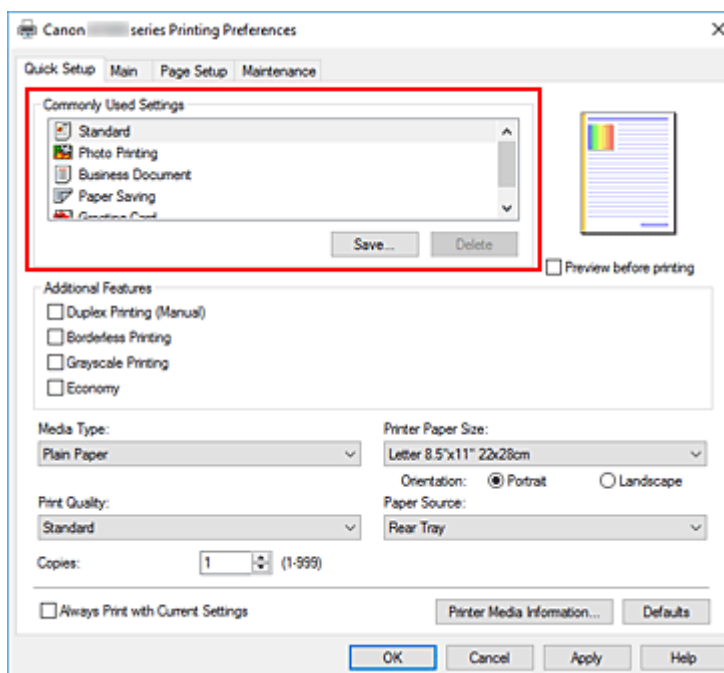 Canon series Printing Preferences
Quick Setup Main Page Setup Maintenance
Commonly Used Settings
Standard
Photo Printing
Business Document
Paper Saving
Greeting Card
Save... Delete
Preview before printing
Additional Features
Duplex Printing (Manual)
Borderless Printing
Grayscale Printing
Economy
Media Type: Printer Paper Size:
Plain Paper Letter 8.5"x11" 22x28cm
Orientation: Portrait Landscape
Print Quality: Paper Source:
Standard Rear Tray
Copies: 1 (1-999)
Always Print with Current Settings Printer Media Information... Defaults
OK Cancel Apply Help